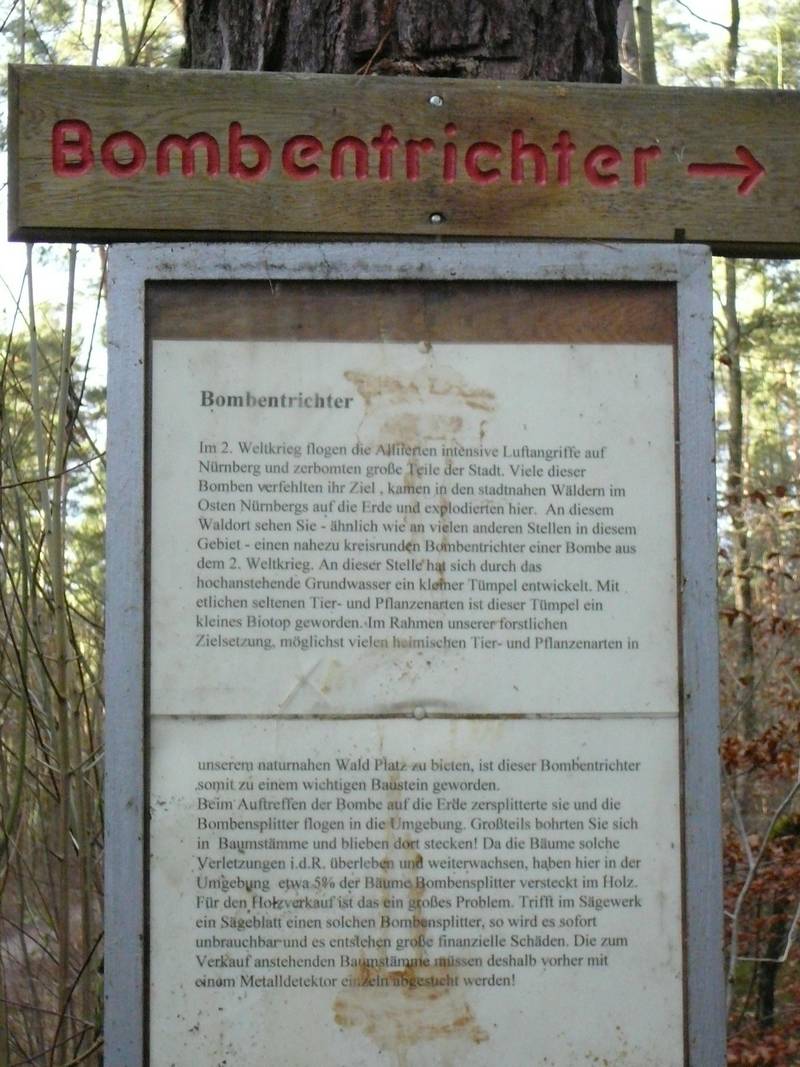 Bombentrichter →
Bombentrichter
Im 2. Weltkrieg flogen die Alliierten intensive Luftangriffe auf
Nürnberg und zerbomten große Teile der Stadt. Viele dieser
Bomben verfehlten ihr Ziel , kamen in den stadtnahen Wäldern im
Osten Nürnbergs auf die Erde und explodierten hier. An diesem
Waldort sehen Sie - ähnlich wie an vielen anderen Stellen in diesem
Gebiet - einen nahezu kreisrunden Bombentrichter einer Bombe aus
dem 2. Weltkrieg. An dieser Stelle hat sich durch das
hochanstehende Grundwasser ein kleiner Tümpel entwickelt. Mit
etlichen seltenen Tier- und Pflanzenarten ist dieser Tümpel ein
kleines Biotop geworden. Im Rahmen unserer forstlichen
Zielsetzung, möglichst vielen heimischen Tier- und Pflanzenarten in
unserem naturnahen Wald Platz zu bieten, ist dieser Bombentrichter
somit zu einem wichtigen Baustein geworden.
Beim Auftreffen der Bombe auf die Erde zersplitterte sie und die
Bombensplitter flogen in die Umgebung. Großteils bohrten Sie sich
in Baumstämme und blieben dort stecken! Da die Bäume solche
Verletzungen i.d.R. überleben und weiterwachsen, haben hier in der
Umgebung etwa 5% der Bäume Bombensplitter versteckt im Holz.
Für den Holzverkauf ist das ein großes Problem. Trifft im Sägewerk
ein Sägeblatt einen solchen Bombensplitter, so wird es sofort
unbrauchbar und es entstehen große finanzielle Schäden. Die zum
Verkauf anstehenden Baumstämme müssen deshalb vorher mit
einem Metalldetektor einzeln abgesucht werden!